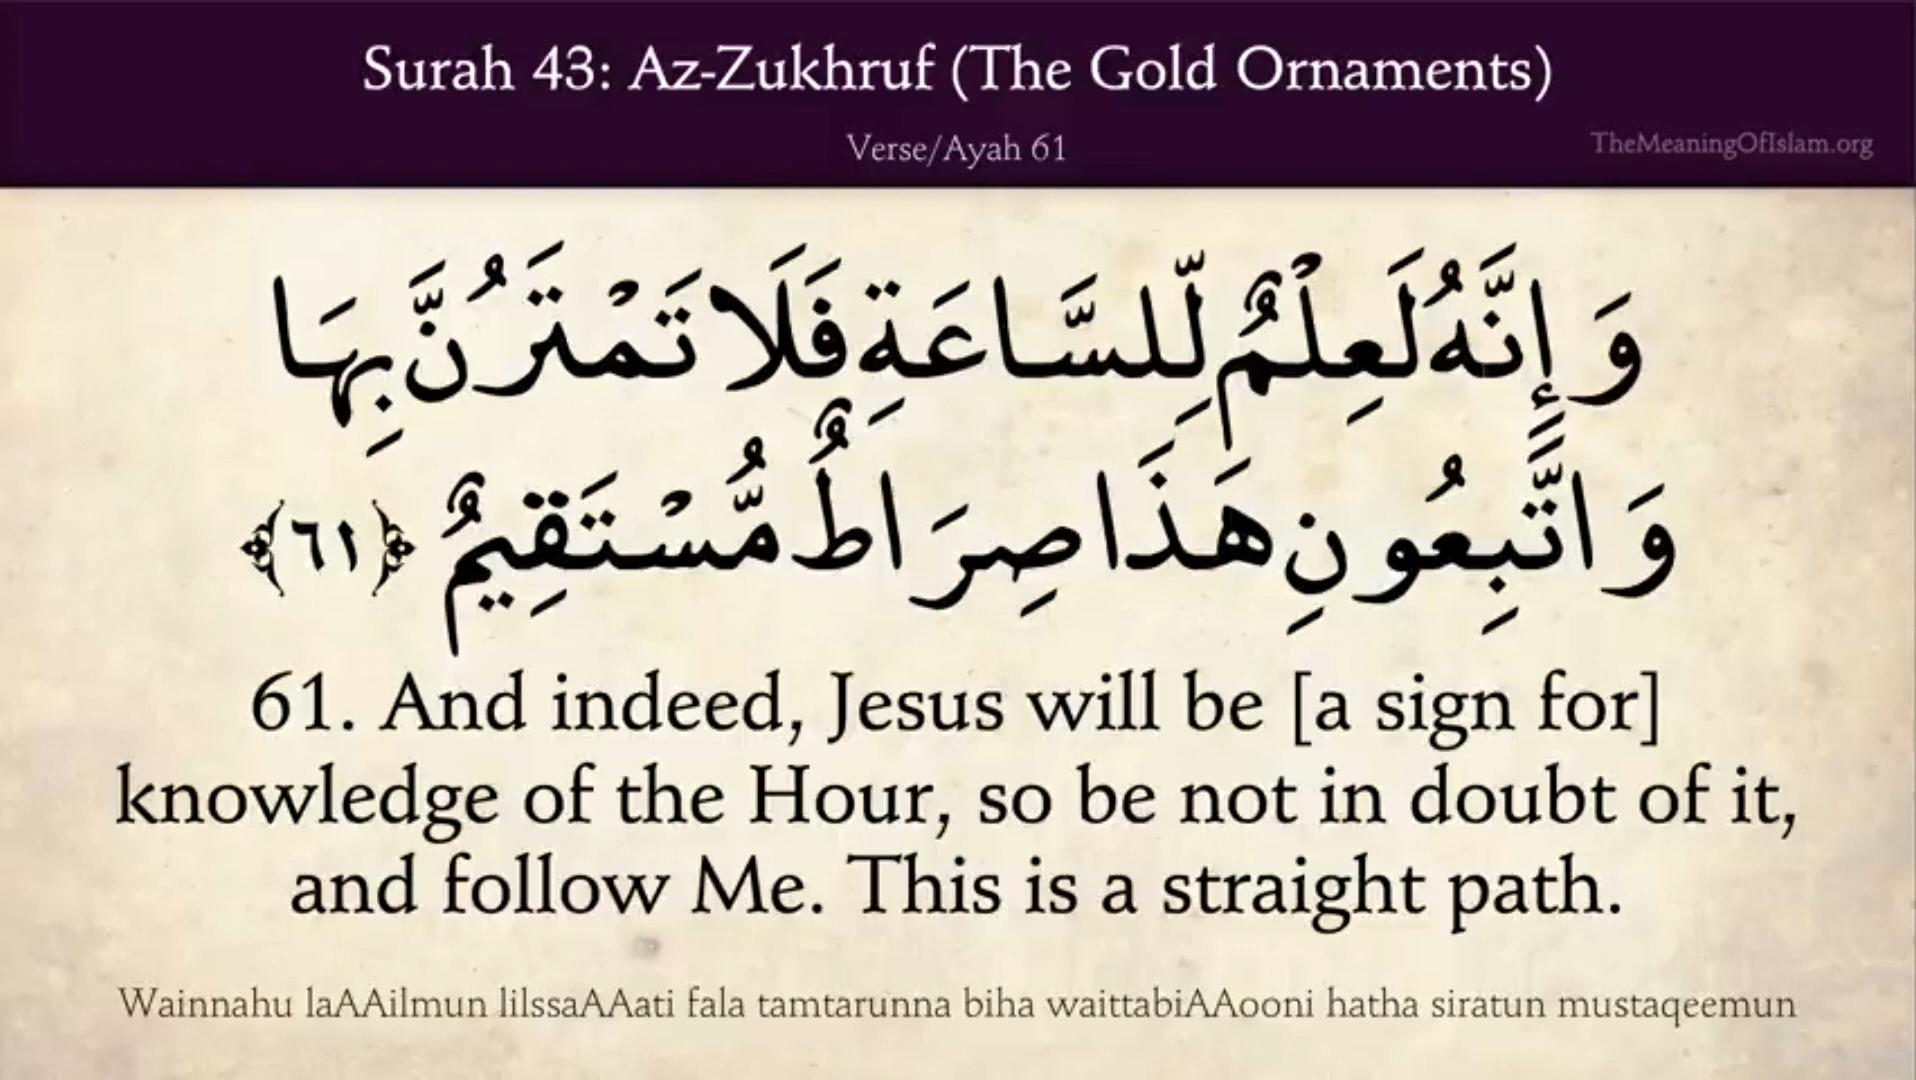 Surah 43: Az-Zukhruf (The Gold Ornaments)
Verse/Ayah 61
TheMeaningOfIslam.org
وَإِنَّهُ لَعِلْمٌ لِّلسَّاعَةِ فَلَا تَمْتَرُنَّ بِهَا
وَاتَّبِعُونِ هَذَا صِرَاطٌ مُّسْتَقِيمٌ ﴿٦١﴾
61. And indeed, Jesus will be [a sign for]
knowledge of the Hour, so be not in doubt of it,
and follow Me. This is a straight path.
Wainnahu laAAilmun lilssaAAati fala tamtarunna biha waittabiAAooni hatha siratun mustaqeemun